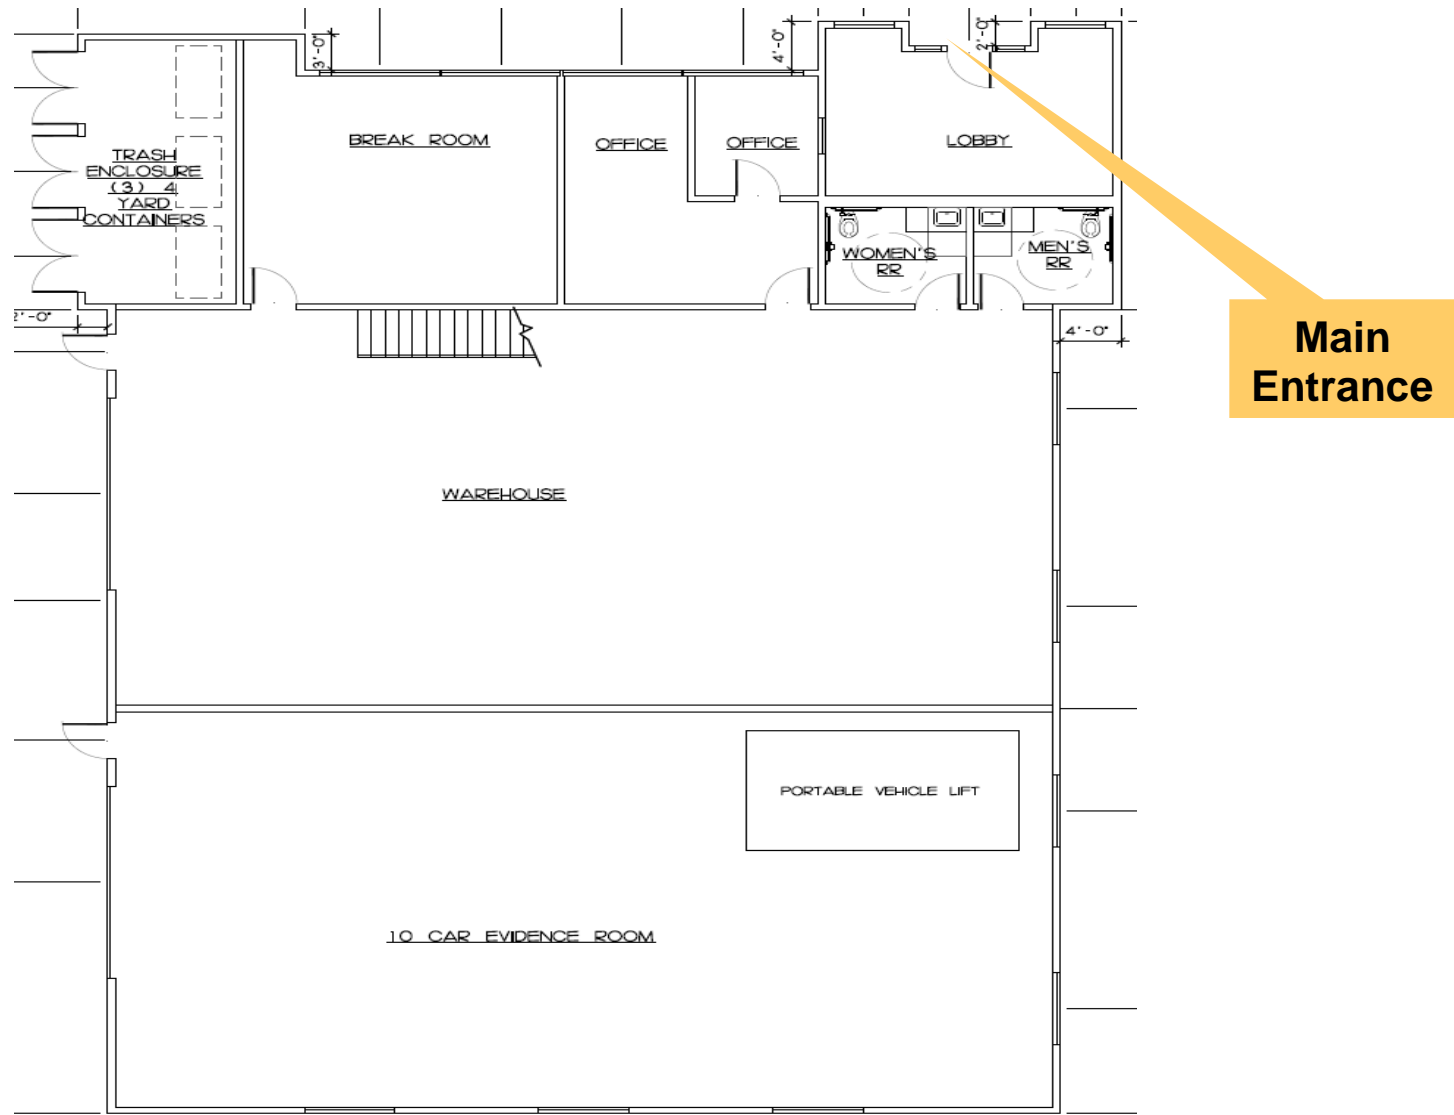 3'-0"
4'-0"
2'-0"
BREAK ROOM
OFFICE
OFFICE
LOBBY
TRASH
ENCLOSURE
(3) 4
YARD
CONTAINERS
WOMEN'S
RR
MEN'S
RR
2'-0"
4'-0"
Main
Entrance
WAREHOUSE
PORTABLE VEHICLE LIFT
10 CAR EVIDENCE ROOM